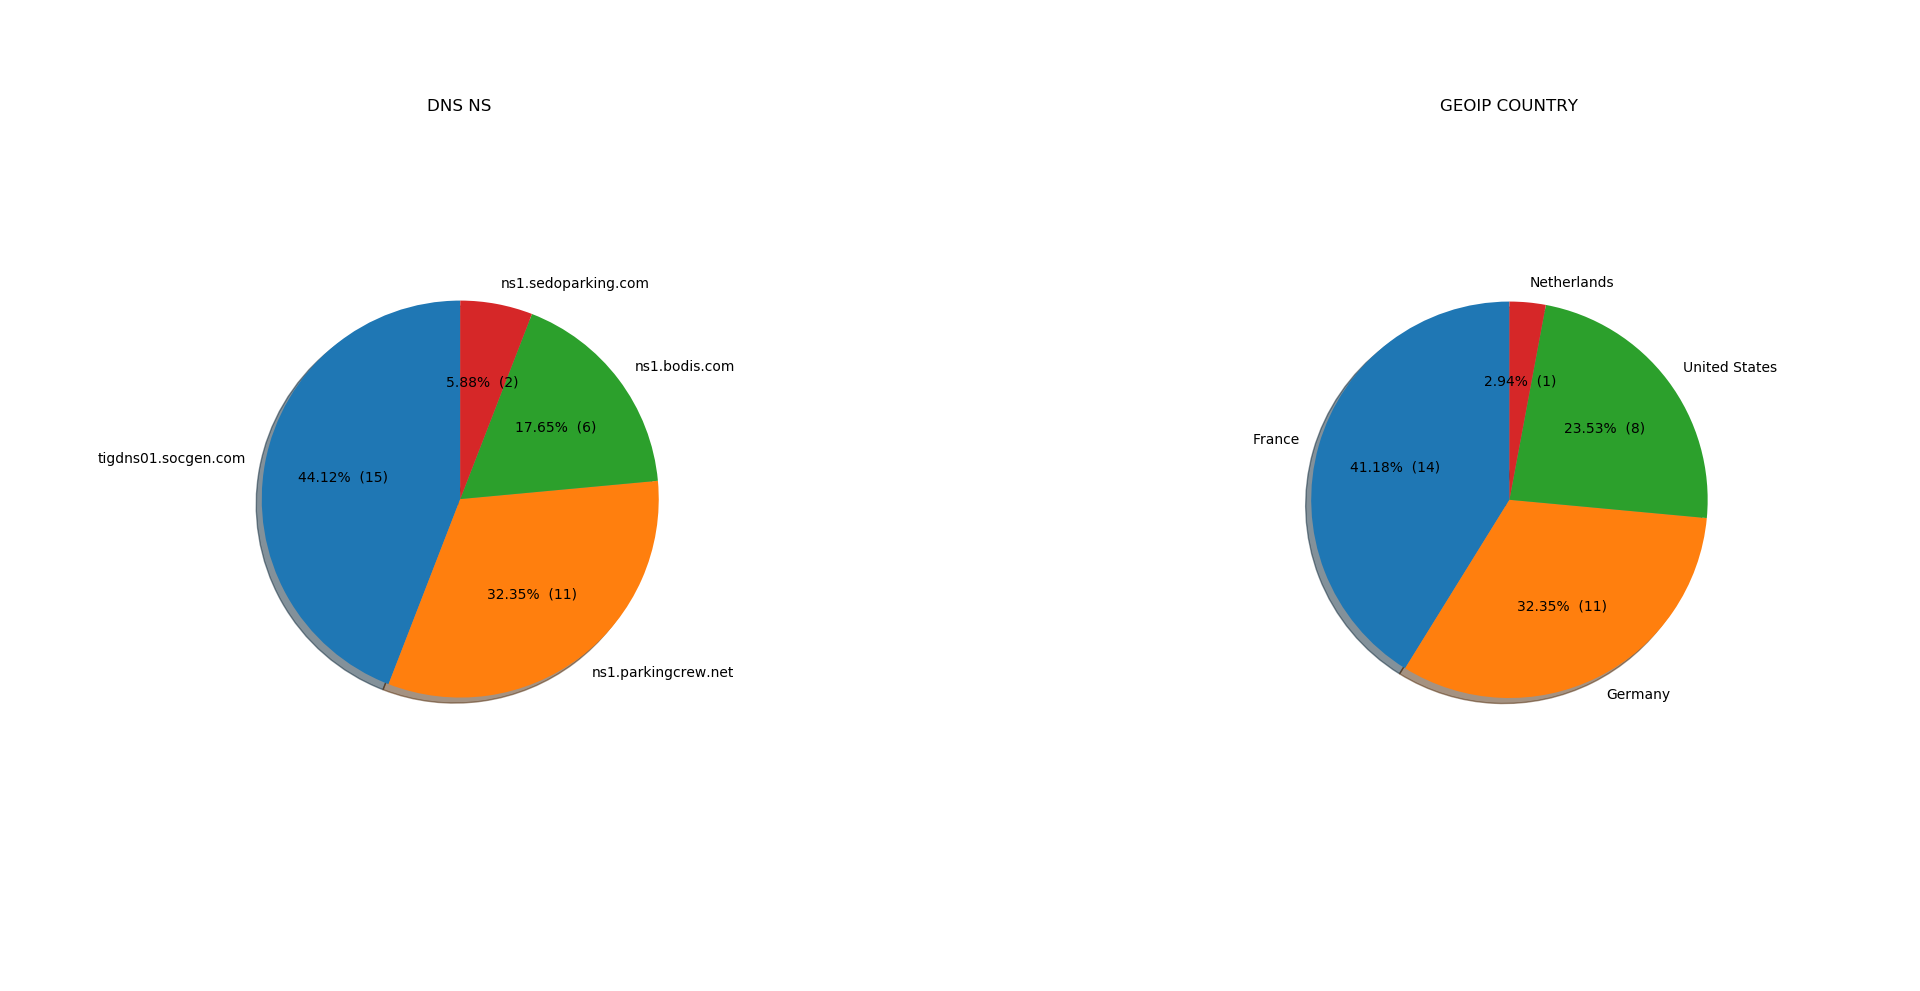 DNS NS
ns1.sedoparking.com
ns1.bodis.com
5.88%  (2)
17.65%  (6)
tigdns01.socgen.com
44.12%  (15)
32.35%  (11)
ns1.parkingcrew.net
GEOIP COUNTRY
Netherlands
United States
2.94%  (1)
23.53%  (8)
France
41.18%  (14)
32.35%  (11)
Germany